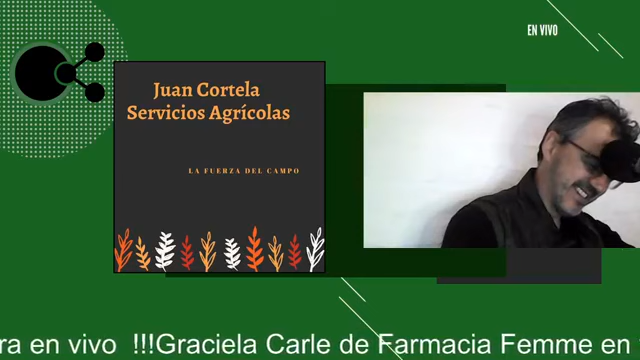 EN VIVO
Juan Cortela
Servicios Agrícolas
LA FUERZA DEL CAMPO
ra en vivo !!!Graciela Carle de Farmacia Femme en